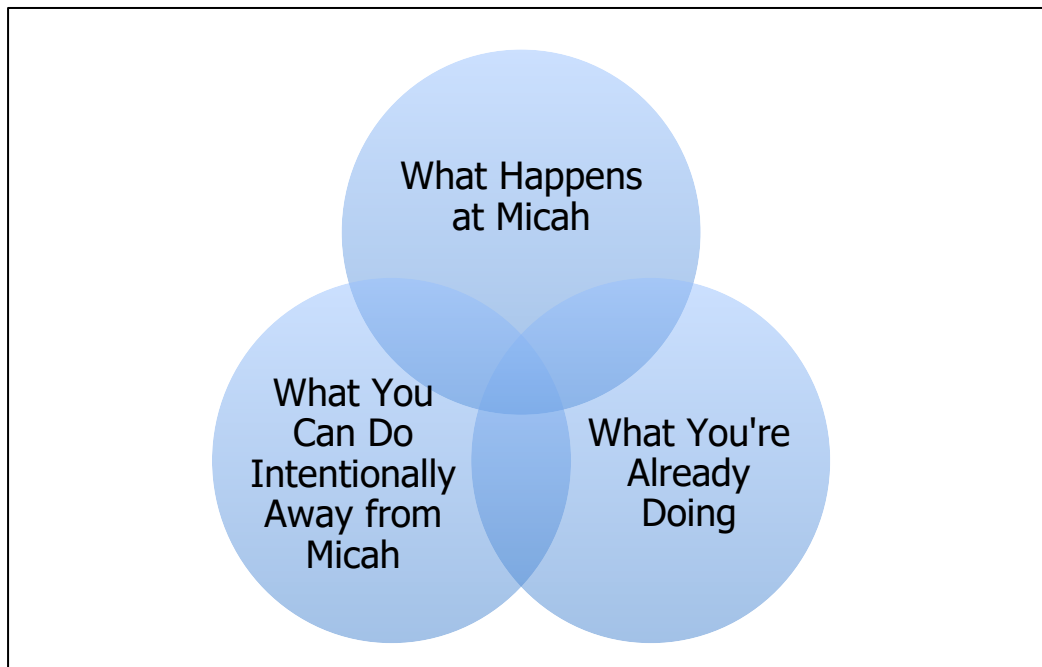 What Happens
at Micah
What You
Can Do
Intentionally
Away from
Micah
What You're
Already
Doing